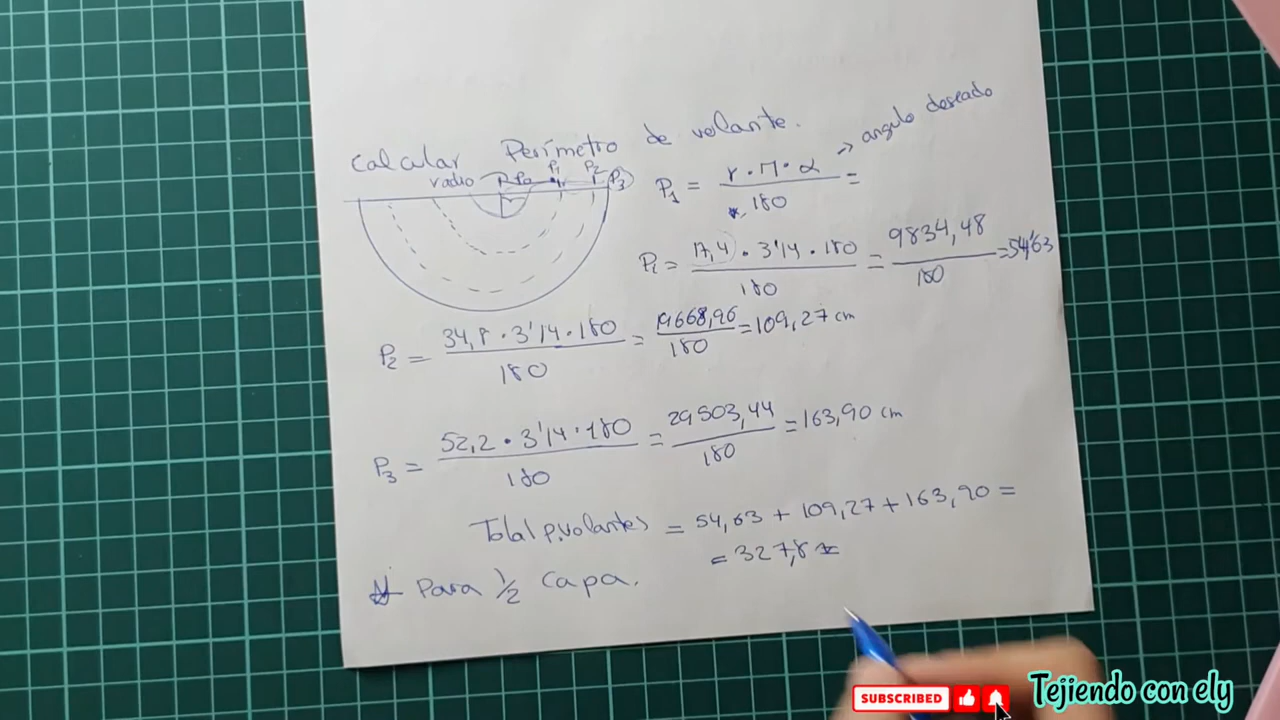 Calcular Perímetro de volante.
radio R P0 P1 P2 (P3)
P1 = r · π · α / 180 = → angulo deseado
P1 = 17,4 · 3'14 · 180 / 180 = 9834,48 / 180 = 54,63
P2 = 34,8 · 3'14 · 180 / 180 = 19668,96 / 180 = 109,27 cm
P3 = 52,2 · 3'14 · 180 / 180 = 29503,44 / 180 = 163,90 cm
Total p.volantes = 54,63 + 109,27 + 163,90 =
= 327,8
Para 1/2 capa.
SUBSCRIBED
Tejiendo con ely